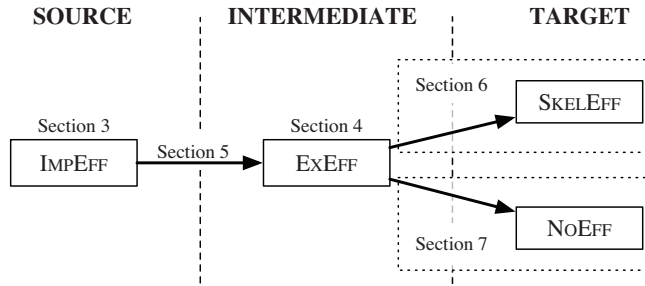 SOURCE INTERMEDIATE TARGET
Section 6
SKELEFF
Section 3 Section 4
IMPEFF Section 5 EXEFF
NOEFF
Section 7